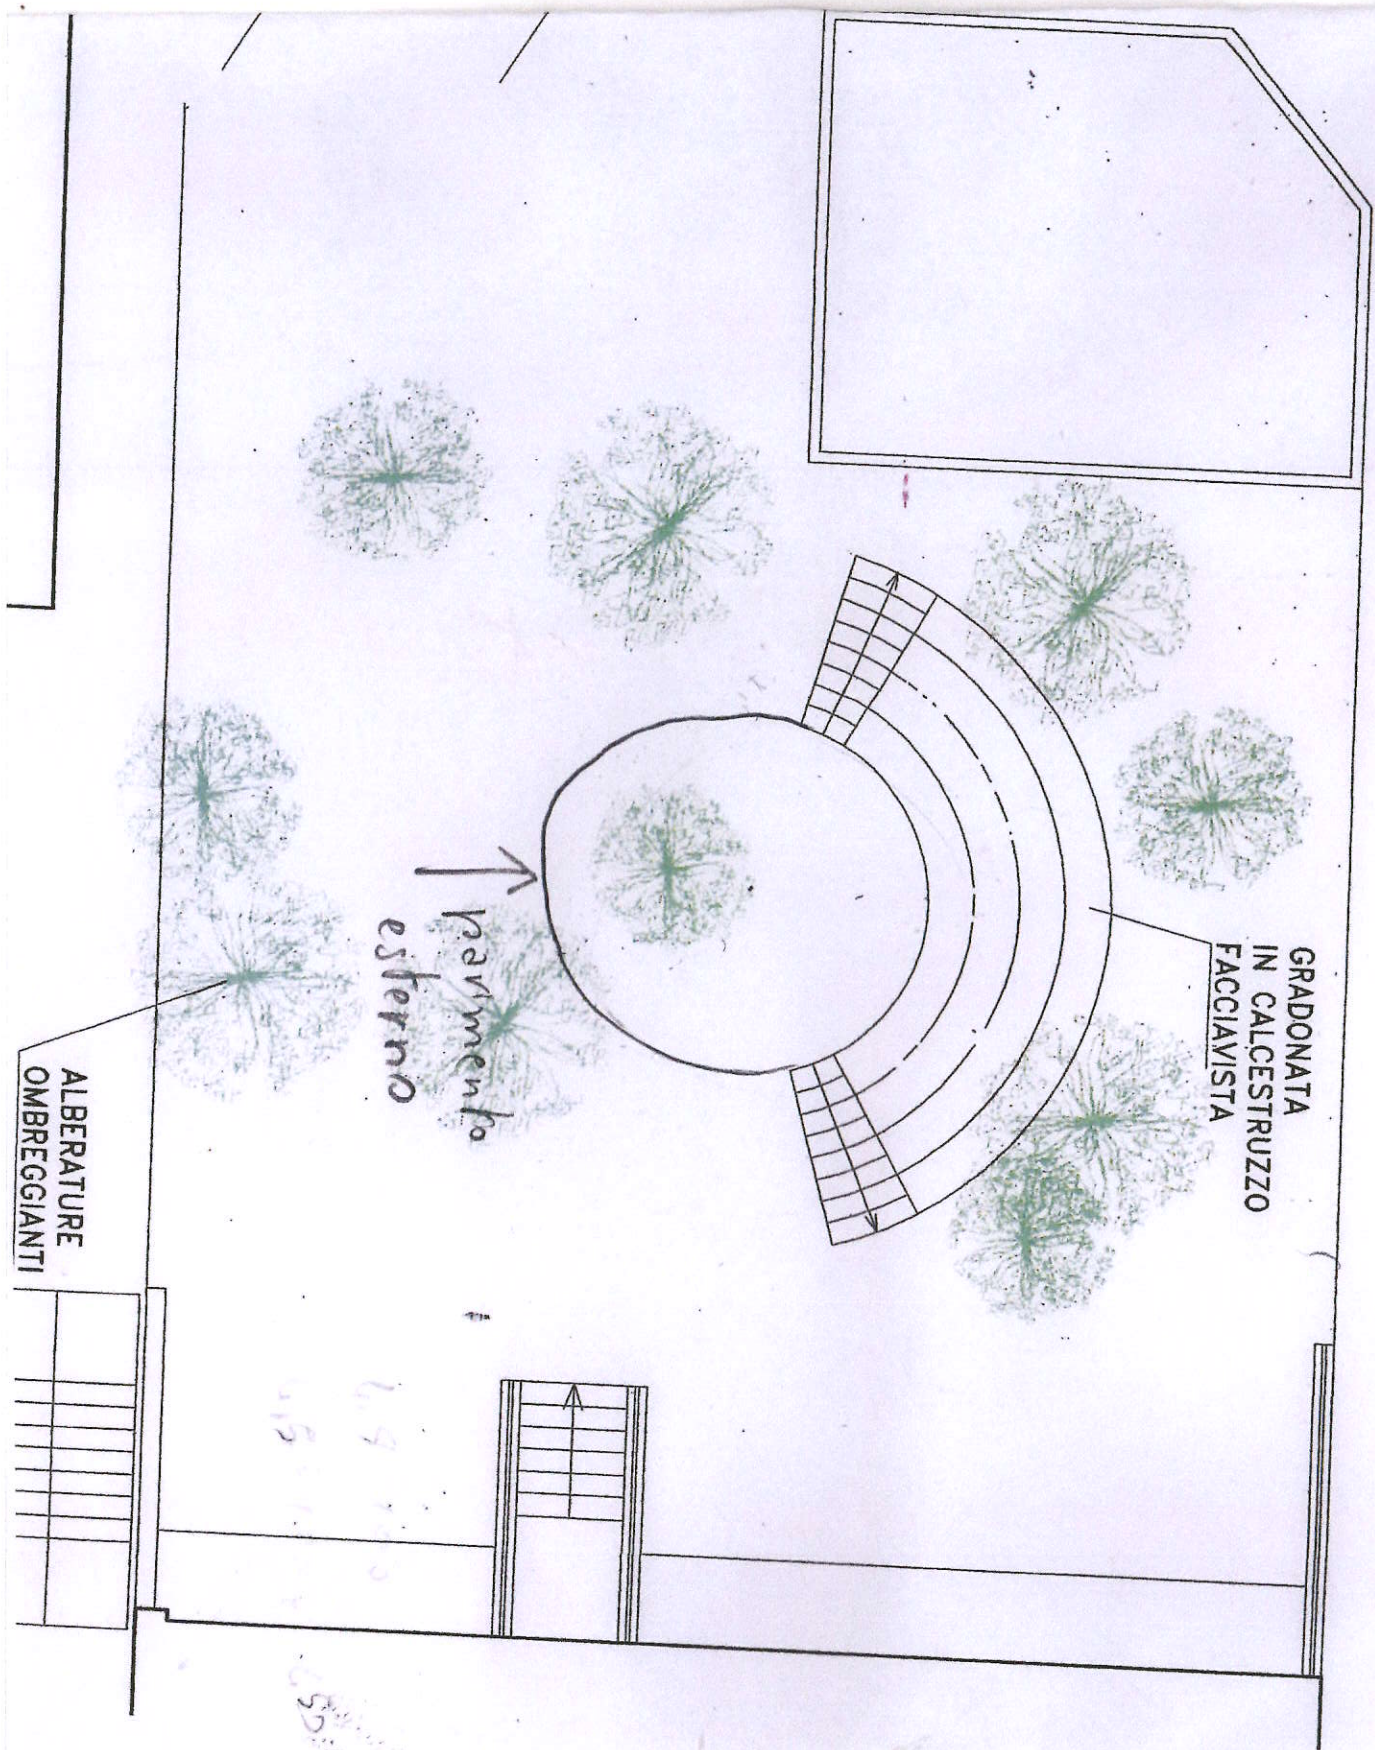 GRADONATA
IN CALCESTRUZZO
FACCIAVISTA
pavimento
esterno
ALBERATURE
OMBREGGIANTI